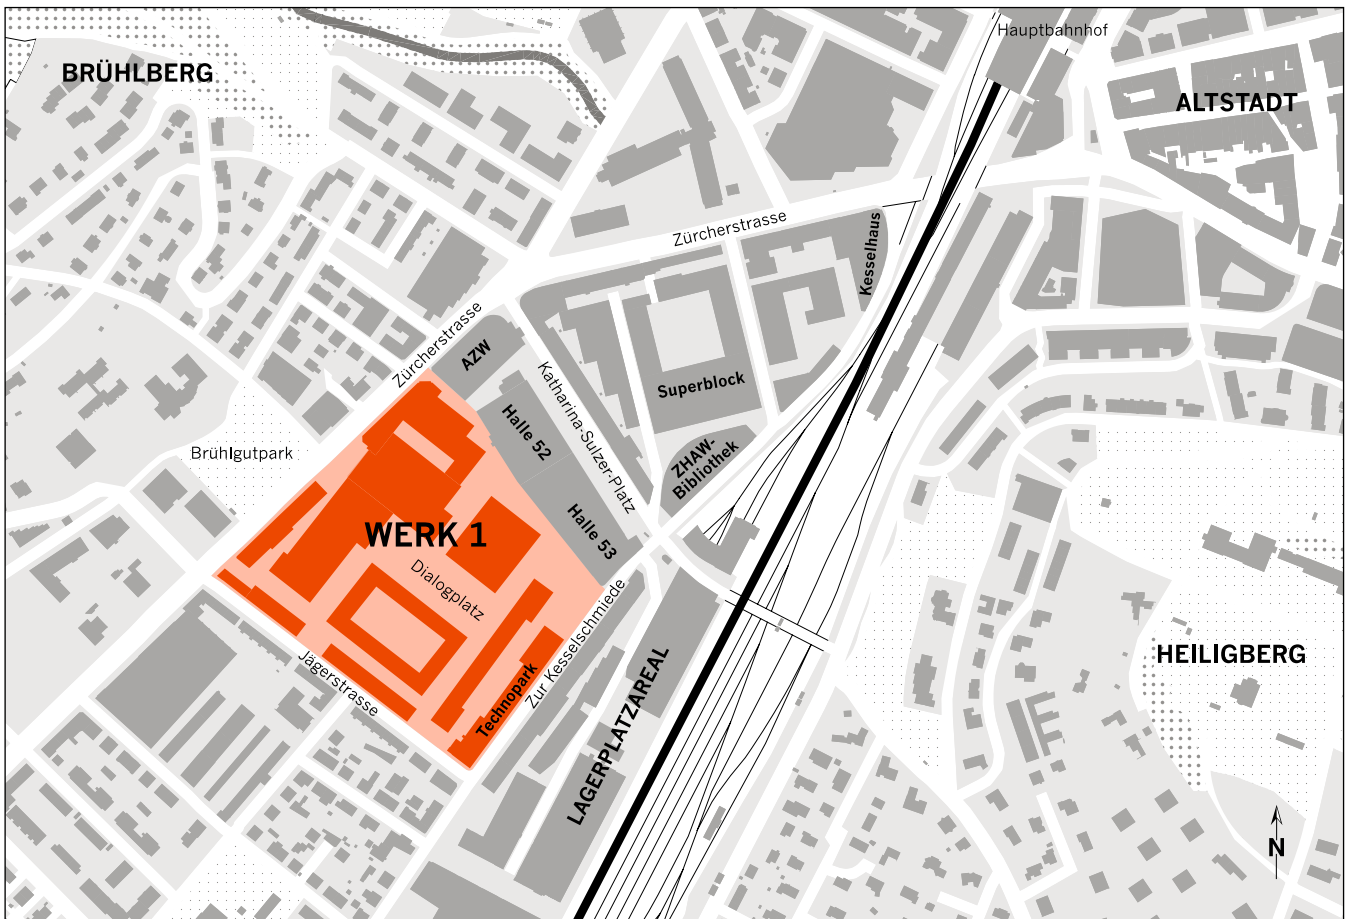 Hauptbahnhof
BRÜHLBERG
ALTSTADT
Zürcherstrasse
Kesselhaus
Zürcherstrasse
AZW
Katharina-Sulzer-Platz
Superblock
Halle 52
ZHAW-
Bibliothek
Brühlgutpark
Halle 53
WERK 1
Dialogplatz
Zur Kesselschmiede
Jägerstrasse
Technopark
LAGERPLATZAREAL
HEILIGBERG
N